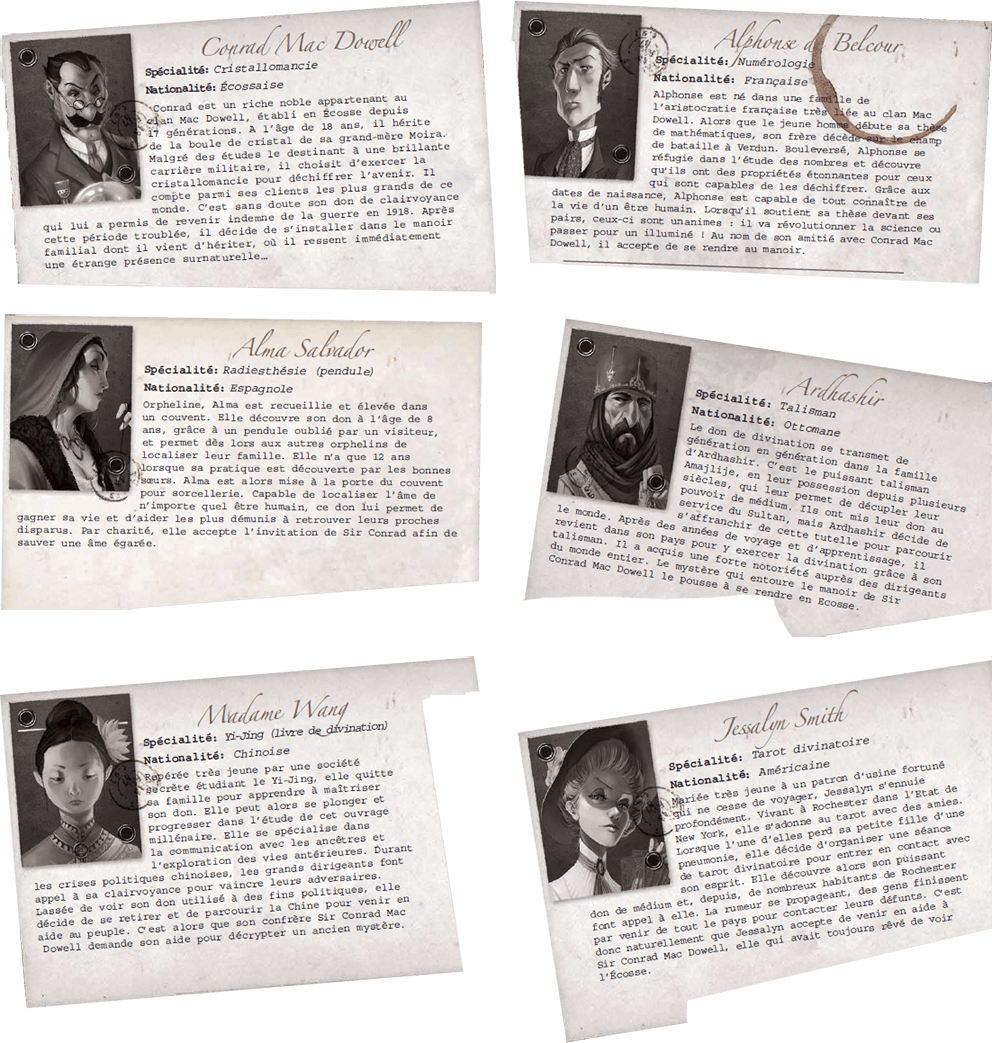 Conrad Mac Dowell
Spécialité: Cristallomancie
Nationalité: Écossaise
Conrad est un riche noble appartenant au
clan Mac Dowell, établi en Écosse depuis
17 générations. A l'âge de 18 ans, il hérite
de la boule de cristal de sa grand-mère Moira.
Malgré des études le destinant à une brillante
carrière militaire, il choisit d'exercer la
cristallomancie pour déchiffrer l'avenir. Il
compte parmi ses clients les plus grands de ce
monde. C'est sans doute son don de clairvoyance
qui lui a permis de revenir indemne de la guerre en 1918. Après
cette période troublée, il décide de s'installer dans le manoir
familial dont il vient d'hériter, où il ressent immédiatement
une étrange présence surnaturelle…
Alphonse de Belcour
Spécialité: Numérologie
Nationalité: Française
Alphonse est né dans une famille de
l'aristocratie française très liée au clan Mac
Dowell. Alors que le jeune homme débute sa thèse
de mathématiques, son frère décède sur le champ
de bataille à Verdun. Bouleversé, Alphonse se
réfugie dans l'étude des nombres et découvre
qu'ils ont des propriétés étonnantes pour ceux
qui sont capables de les déchiffrer. Grâce aux
dates de naissance, Alphonse est capable de tout connaître de
la vie d'un être humain. Lorsqu'il soutient sa thèse devant ses
pairs, ceux-ci sont unanimes : il va révolutionner la science ou
passer pour un illuminé ! Au nom de son amitié avec Conrad Mac
Dowell, il accepte de se rendre au manoir.
Alma Salvador
Spécialité: Radiesthésie (pendule)
Nationalité: Espagnole
Orpheline, Alma est recueillie et élevée dans
un couvent. Elle découvre son don à l'âge de 8
ans, grâce à un pendule oublié par un visiteur,
et permet dès lors aux autres orphelins de
localiser leur famille. Elle n'a que 12 ans
lorsque sa pratique est découverte par les bonnes
sœurs. Alma est alors mise à la porte du couvent
pour sorcellerie. Capable de localiser l'âme de
n'importe quel être humain, ce don lui permet de
gagner sa vie et d'aider les plus démunis à retrouver leurs proches
disparus. Par charité, elle accepte l'invitation de Sir Conrad afin de
sauver une âme égarée.
Ardhashir
Spécialité: Talisman
Nationalité: Ottomane
Le don de divination se transmet de
génération en génération dans la famille
d'Ardhashir. C'est le puissant talisman
Amajlije, en leur possession depuis plusieurs
siècles, qui leur permet de décupler leur
pouvoir de médium. Ils ont mis leur don au
service du Sultan, mais Ardhashir décide de
s'affranchir de cette tutelle pour parcourir
le monde. Après des années de voyage et d'apprentissage, il
revient dans son pays pour y exercer la divination grâce à son
talisman. Il a acquis une forte notoriété auprès des dirigeants
du monde entier. Le mystère qui entoure le manoir de Sir
Conrad Mac Dowell le pousse à se rendre en Ecosse.
Madame Wang
Spécialité: Yi-Jing (livre de divination)
Nationalité: Chinoise
Repérée très jeune par une société
secrète étudiant le Yi-Jing, elle quitte
sa famille pour apprendre à maîtriser
son don. Elle peut alors se plonger et
progresser dans l'étude de cet ouvrage
millénaire. Elle se spécialise dans
la communication avec les ancêtres et
l'exploration des vies antérieures. Durant
les crises politiques chinoises, les grands dirigeants font
appel à sa clairvoyance pour vaincre leurs adversaires.
Lassée de voir son don utilisé à des fins politiques, elle
décide de se retirer et de parcourir la Chine pour venir en
aide au peuple. C'est alors que son confrère Sir Conrad Mac
Dowell demande son aide pour décrypter un ancien mystère.
Jessalyn Smith
Spécialité: Tarot divinatoire
Nationalité: Américaine
Mariée très jeune à un patron d'usine fortuné
qui ne cesse de voyager, Jessalyn s'ennuie
profondément. Vivant à Rochester dans l'Etat de
New York, elle s'adonne au tarot avec des amies.
Lorsque l'une d'elles perd sa petite fille d'une
pneumonie, elle décide d'organiser une séance
de tarot divinatoire pour entrer en contact avec
son esprit. Elle découvre alors son puissant
don de médium et, depuis, de nombreux habitants de Rochester
font appel à elle. La rumeur se propageant, des gens finissent
par venir de tout le pays pour contacter leurs défunts. C'est
donc naturellement que Jessalyn accepte de venir en aide à
Sir Conrad Mac Dowell, elle qui avait toujours rêvé de voir
l'Écosse.